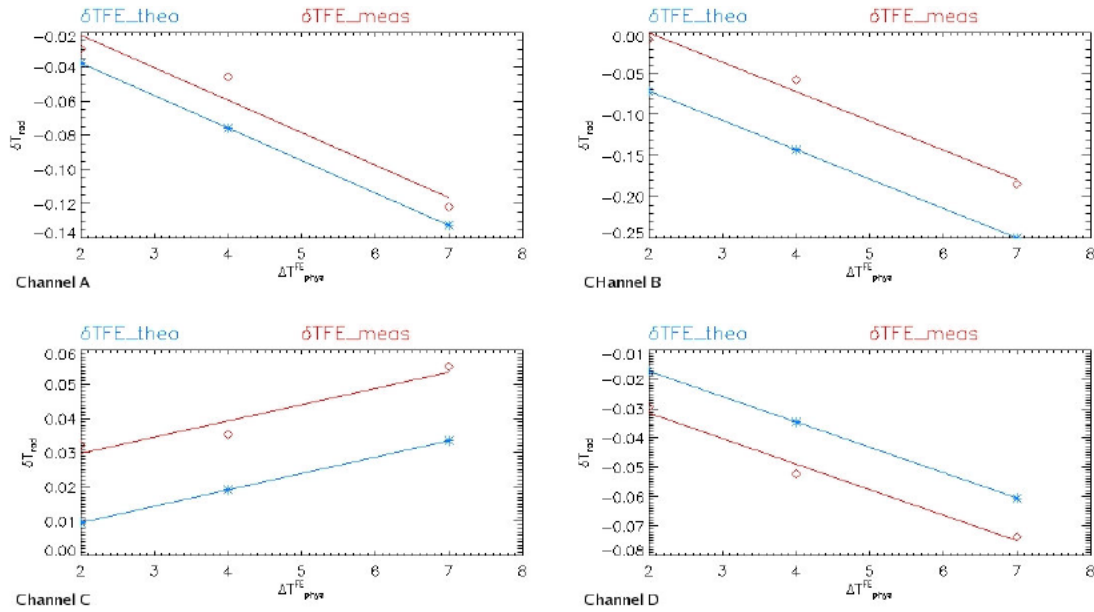 δTFE_theo δTFE_meas
-0.02
-0.04
-0.06
-0.08
-0.10
-0.12
-0.14
δT_rad
2 3 4 5 6 7 8
ΔT^FE_phys
Channel A
δTFE_theo δTFE_meas
0.00
-0.05
-0.10
-0.15
-0.20
-0.25
δT_rad
2 3 4 5 6 7 8
ΔT^FE_phys
CHannel B
δTFE_theo δTFE_meas
0.06
0.05
0.04
0.03
0.02
0.01
0.00
δT_rad
2 3 4 5 6 7 8
ΔT^FE_phys
Channel C
δTFE_theo δTFE_meas
-0.01
-0.02
-0.03
-0.04
-0.05
-0.06
-0.07
-0.08
δT_rad
2 3 4 5 6 7 8
ΔT^FE_phys
Channel D